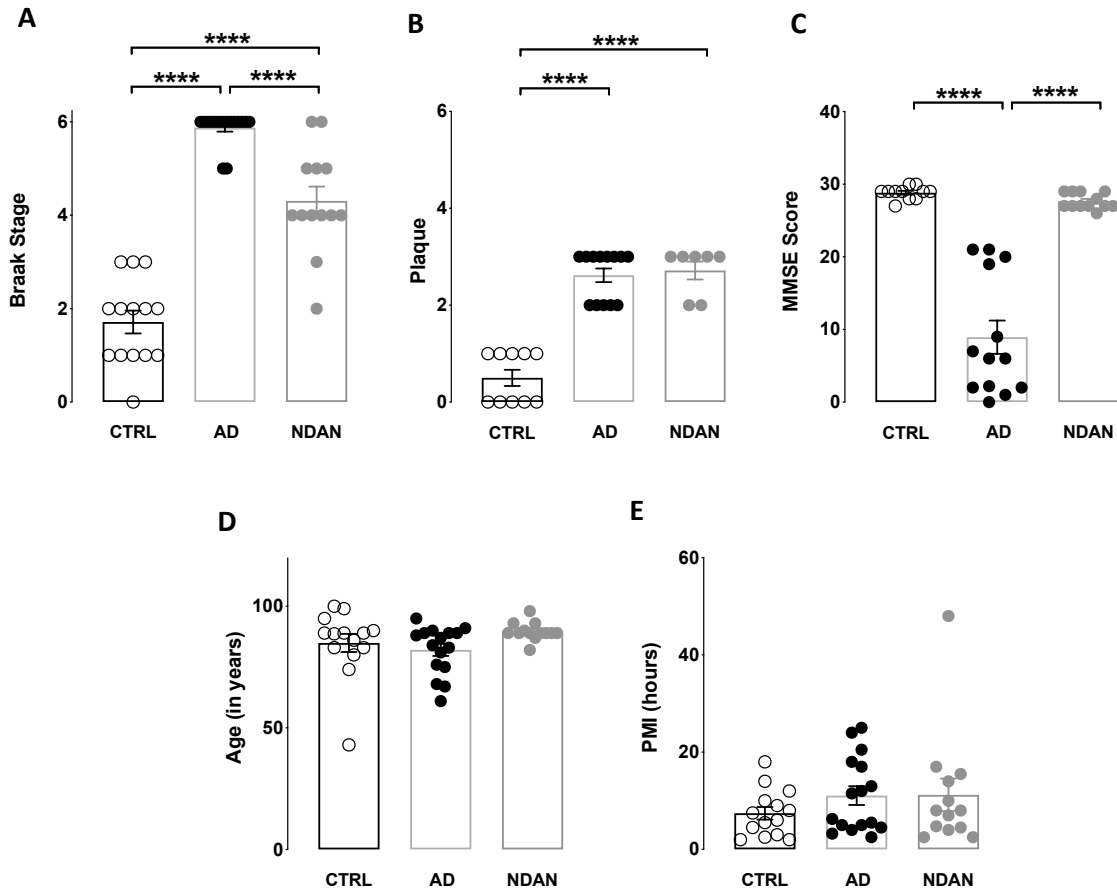 A
****
**** ****
Braak Stage
6
4
2
0
CTRL AD NDAN
B
****
****
Plaque
6
4
2
0
CTRL AD NDAN
C
**** ****
MMSE Score
40
30
20
10
0
CTRL AD NDAN
D
Age (in years)
100
50
0
CTRL AD NDAN
E
PMI (hours)
60
40
20
0
CTRL AD NDAN